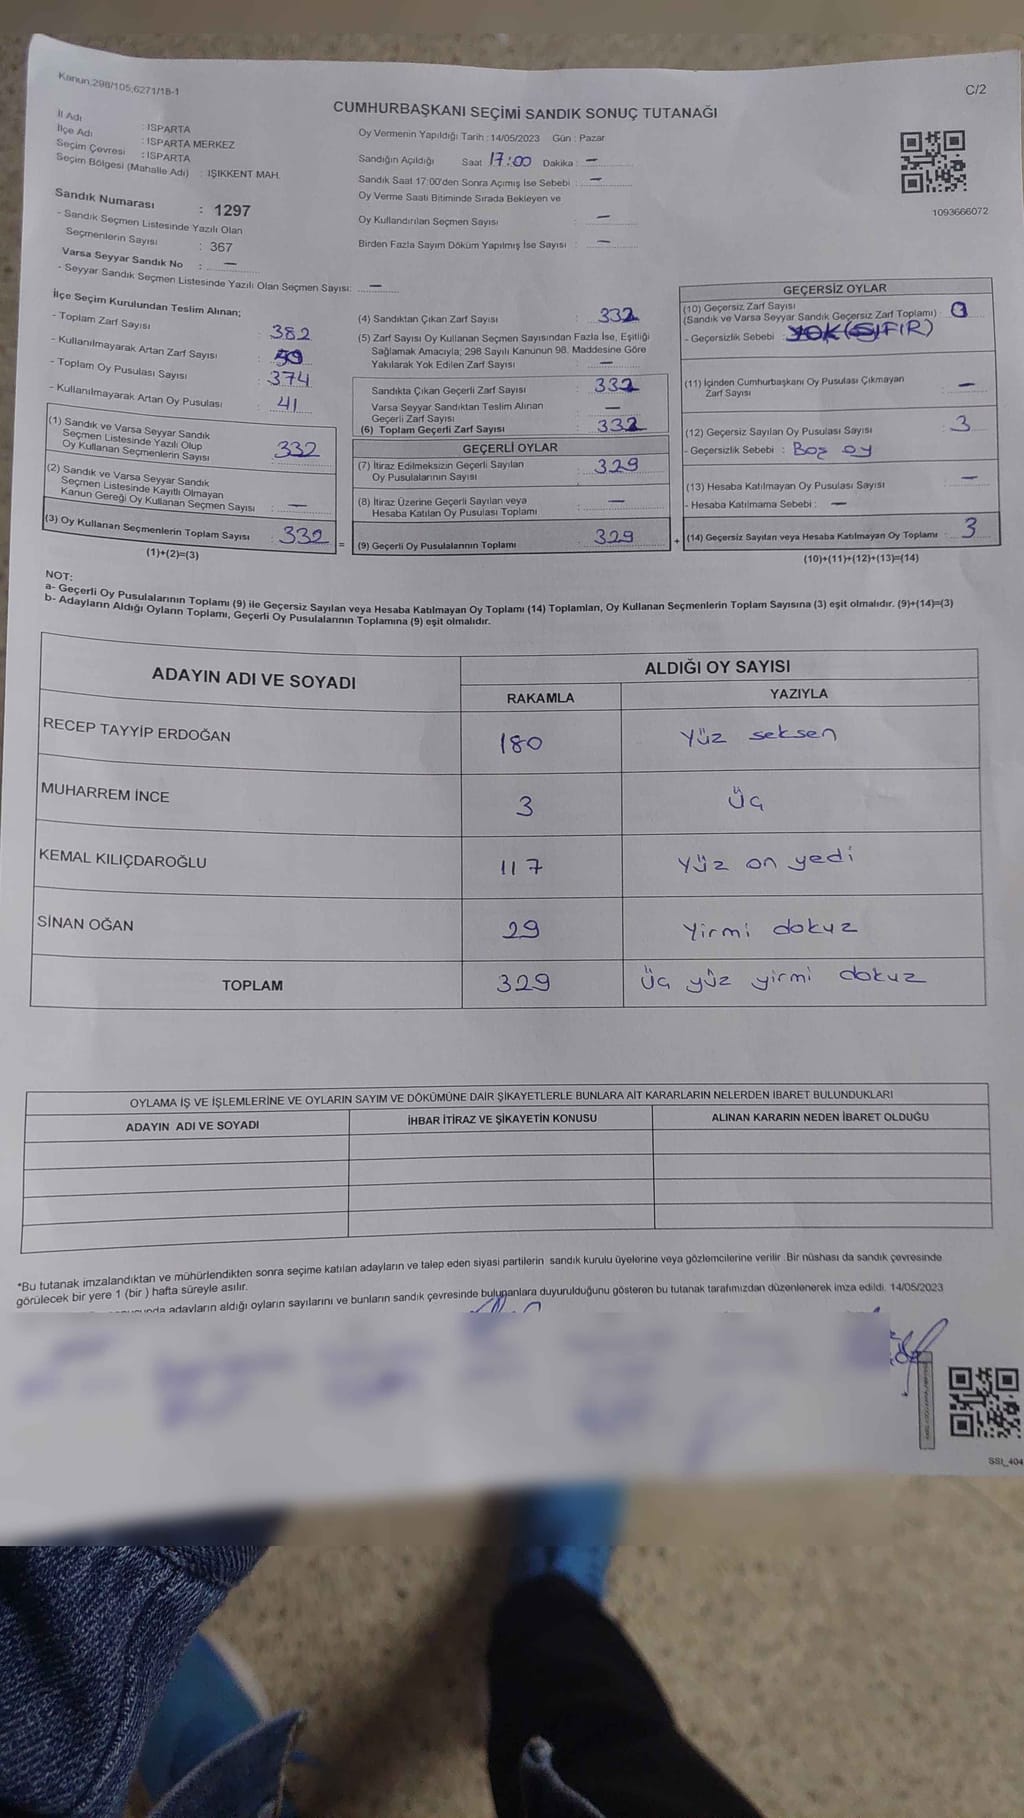 Kanun:298/105,6271/18-1
C/2
CUMHURBAŞKANI SEÇİMİ SANDIK SONUÇ TUTANAĞI
İl Adı : ISPARTA
İlçe Adı : ISPARTA MERKEZ
Seçim Çevresi : ISPARTA
Seçim Bölgesi (Mahalle Adı) : IŞIKKENT MAH.
Sandık Numarası : 1297
- Sandık Seçmen Listesinde Yazılı Olan
Seçmenlerin Sayısı : 367
Varsa Seyyar Sandık No : —
- Seyyar Sandık Seçmen Listesinde Yazılı Olan Seçmen Sayısı: —
Oy Vermenin Yapıldığı Tarih : 14/05/2023 Gün : Pazar
Sandığın Açıldığı Saat 17:00 Dakika : —
Sandık Saat 17:00'den Sonra Açımış İse Sebebi : —
Oy Verme Saati Bitiminde Sırada Bekleyen ve
Oy Kullandırılan Seçmen Sayısı : —
Birden Fazla Sayım Döküm Yapılmış İse Sayısı : —
1093666072
İlçe Seçim Kurulundan Teslim Alınan;
- Toplam Zarf Sayısı : 382
- Kullanılmayarak Artan Zarf Sayısı :
- Toplam Oy Pusulası Sayısı : 374
- Kullanılmayarak Artan Oy Pusulası : 41
(1) Sandık ve Varsa Seyyar Sandık
Seçmen Listesinde Yazılı Olup
Oy Kullanan Seçmenlerin Sayısı : 332
(2) Sandık ve Varsa Seyyar Sandık
Seçmen Listesinde Kayıtlı Olmayan
Kanun Gereği Oy Kullanan Seçmen Sayısı : —
(3) Oy Kullanan Seçmenlerin Toplam Sayısı : 332
(1)+(2)=(3)
(4) Sandıktan Çıkan Zarf Sayısı : 332
(5) Zarf Sayısı Oy Kullanan Seçmen Sayısından Fazla İse, Eşitliği
Sağlamak Amacıyla; 298 Sayılı Kanunun 98. Maddesine Göre
Yakılarak Yok Edilen Zarf Sayısı : —
Sandıkta Çıkan Geçerli Zarf Sayısı : 332
Varsa Seyyar Sandıktan Teslim Alınan
Geçerli Zarf Sayısı : —
(6) Toplam Geçerli Zarf Sayısı : 332
GEÇERLİ OYLAR
(7) İtiraz Edilmeksizin Geçerli Sayılan
Oy Pusulalarının Sayısı : 329
(8) İtiraz Üzerine Geçerli Sayılan veya
Hesaba Katılan Oy Pusulası Toplamı : —
= (9) Geçerli Oy Pusulalarının Toplamı : 329
GEÇERSİZ OYLAR
(10) Geçersiz Zarf Sayısı
(Sandık ve Varsa Seyyar Sandık Geçersiz Zarf Toplamı) : 0
- Geçersizlik Sebebi : YOK (SIFIR)
(11) İçinden Cumhurbaşkanı Oy Pusulası Çıkmayan
Zarf Sayısı : —
(12) Geçersiz Sayılan Oy Pusulası Sayısı : 3
- Geçersizlik Sebebi : Boş oy
(13) Hesaba Katılmayan Oy Pusulası Sayısı : —
- Hesaba Katılmama Sebebi : —
+ (14) Geçersiz Sayılan veya Hesaba Katılmayan Oy Toplamı : 3
(10)+(11)+(12)+(13)=(14)
NOT:
a- Geçerli Oy Pusulalarının Toplamı (9) ile Geçersiz Sayılan veya Hesaba Katılmayan Oy Toplamı (14) Toplamları, Oy Kullanan Seçmenlerin Toplam Sayısına (3) eşit olmalıdır. (9)+(14)=(3)
b- Adayların Aldığı Oyların Toplamı, Geçerli Oy Pusulalarının Toplamına (9) eşit olmalıdır.
ADAYIN ADI VE SOYADI ALDIĞI OY SAYISI
RAKAMLA YAZIYLA
RECEP TAYYİP ERDOĞAN 180 Yüz seksen
MUHARREM İNCE 3 Üç
KEMAL KILIÇDAROĞLU 117 Yüz on yedi
SİNAN OĞAN 29 Yirmi dokuz
TOPLAM 329 Üç yüz yirmi dokuz
OYLAMA İŞ VE İŞLEMLERİNE VE OYLARIN SAYIM VE DÖKÜMÜNE DAİR ŞİKAYETLERLE BUNLARA AİT KARARLARIN NELERDEN İBARET BULUNDUKLARI
ADAYIN ADI VE SOYADI İHBAR İTİRAZ VE ŞİKAYETİN KONUSU ALINAN KARARIN NEDEN İBARET OLDUĞU
*Bu tutanak imzalandıktan ve mühürlendikten sonra seçime katılan adayların ve talep eden siyasi partilerin sandık kurulu üyelerine veya gözlemcilerine verilir .Bir nüshası da sandık çevresinde
görülecek bir yere 1 (bir ) hafta süreyle asılır.
adayların aldığı oyların sayılarını ve bunların sandık çevresinde bulunanlara duyurulduğunu gösteren bu tutanak tarafımızdan düzenlenerek imza edildi. 14/05/2023
SSI_404